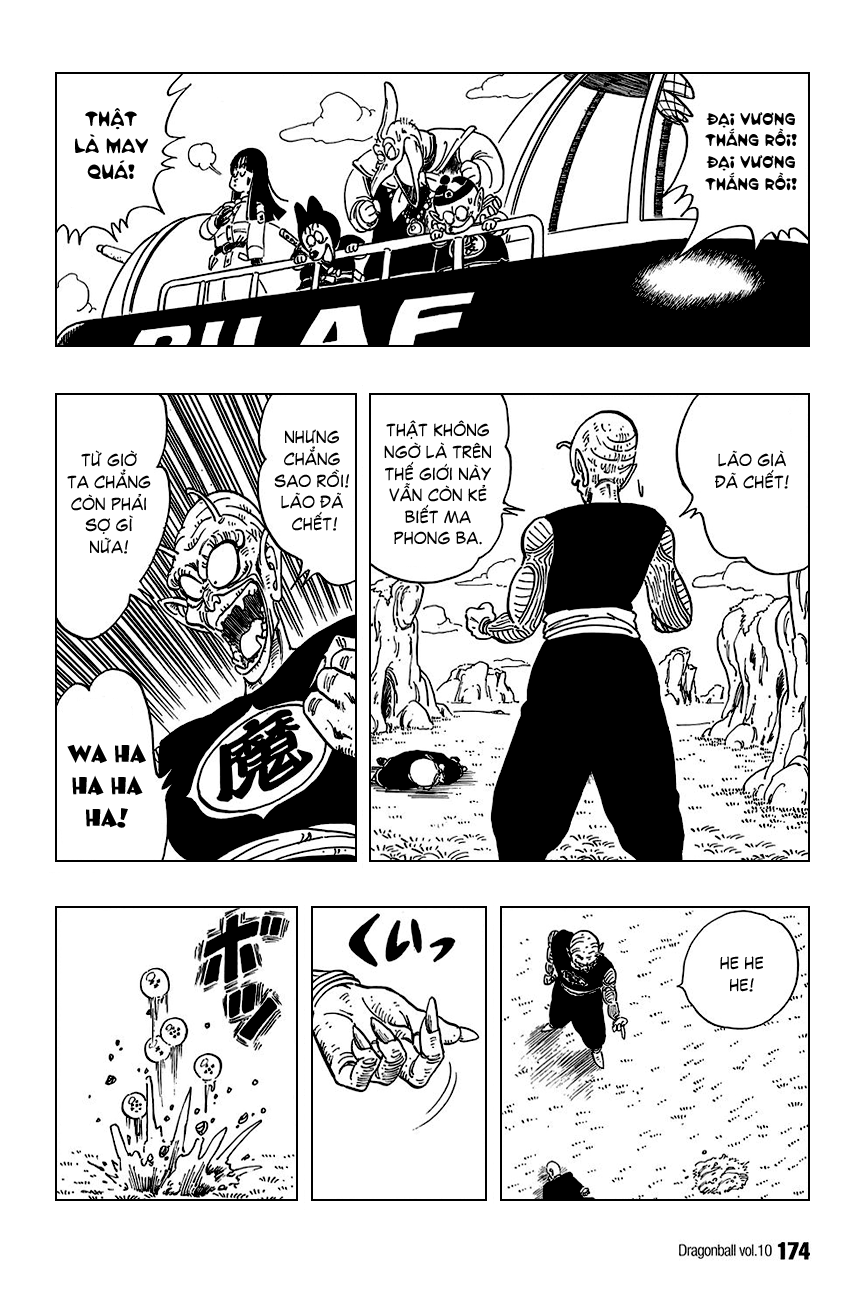 ĐẠI VƯƠNG
THẮNG RỒI!
ĐẠI VƯƠNG
THẮNG RỒI!
THẬT
LÀ MAY
QUÁ!
PILAF
LÃO GIÀ
ĐÃ CHẾT!
THẬT KHÔNG
NGỜ LÀ TRÊN
THẾ GIỚI NÀY
VẪN CÒN KẺ
BIẾT MA
PHONG BA.
NHƯNG
CHẲNG
SAO RỒI!
LÃO ĐÃ
CHẾT!
TỪ GIỜ
TA CHẲNG
CÒN PHẢI
SỢ GÌ
NỮA!
魔
WA HA
HA HA
HA!
HE HE
HE!
くいっ
ボッ
Dragonball vol.10 174